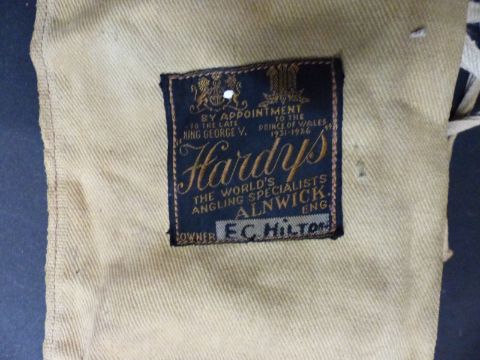 BY APPOINTMENT
TO THE LATE KING GEORGE V.
TO THE PRINCE OF WALES 1921-1936
"Hardy's"
THE WORLD'S
ANGLING SPECIALISTS
ALNWICK
ENG
OWNER E C HILTON